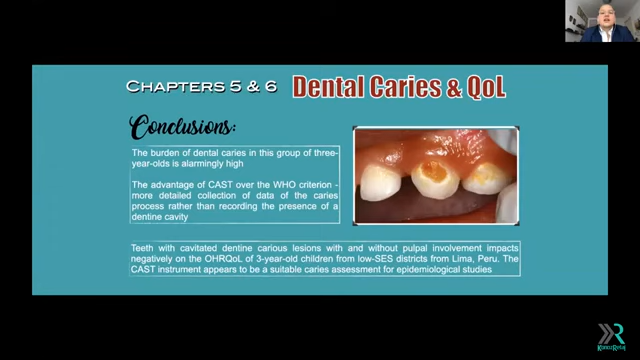 CHAPTERS 5 & 6 Dental Caries & QoL
Conclusions:
The burden of dental caries in this group of three-
year-olds is alarmingly high
The advantage of CAST over the WHO criterion -
more detailed collection of data of the caries
process rather than recording the presence of a
dentine cavity
Teeth with cavitated dentine carious lesions with and without pulpal involvement impacts
negatively on the OHRQoL of 3-year-old children from low-SES districts from Lima, Peru. The
CAST instrument appears to be a suitable caries assessment for epidemiological studies